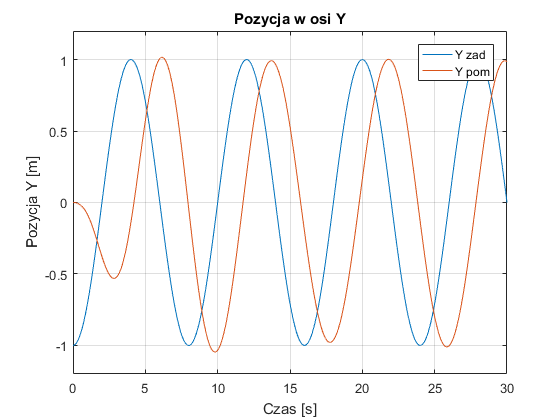 Pozycja w osi Y
Y zad
Y pom
1
0.5
0
-0.5
-1
Pozycja Y [m]
0 5 10 15 20 25 30
Czas [s]